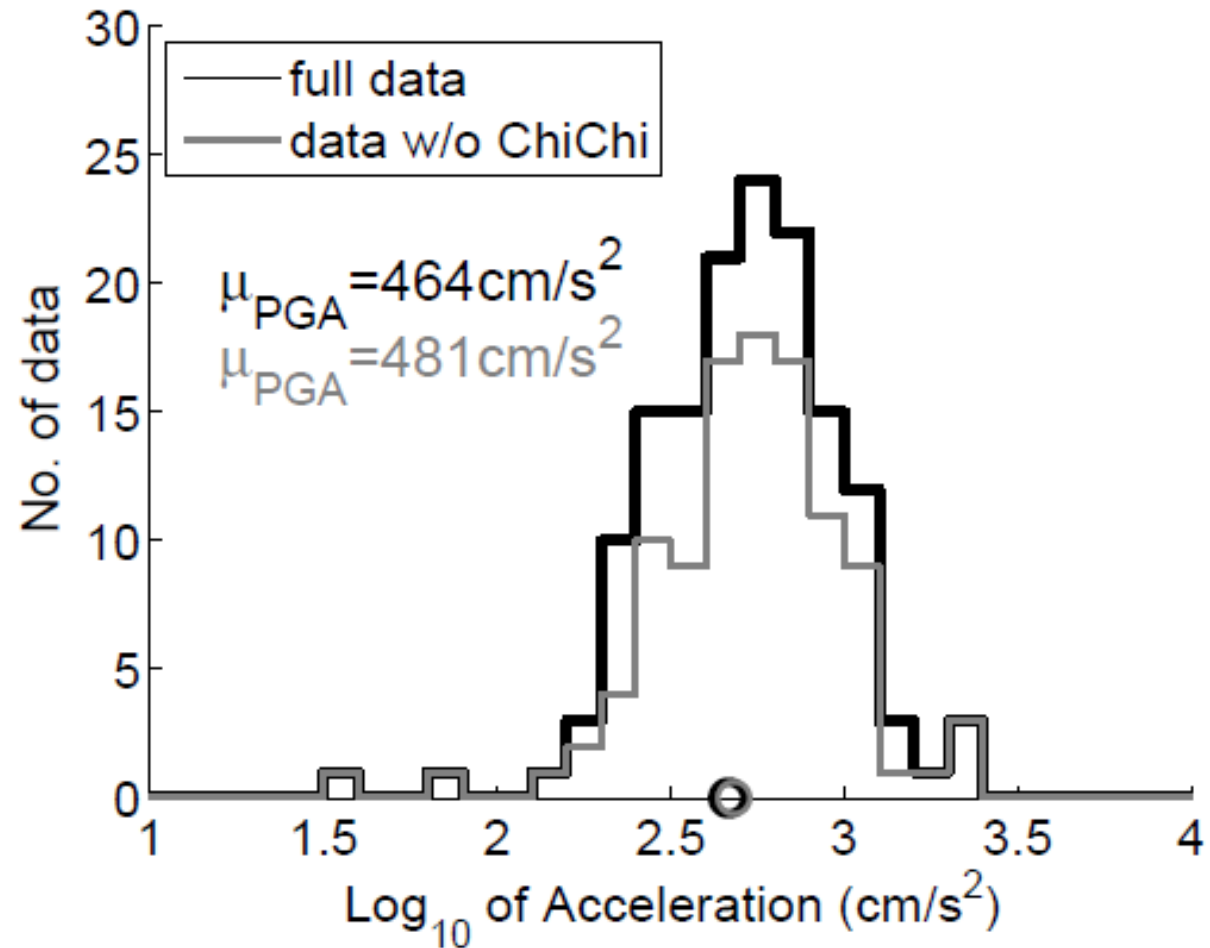 30
full data
data w/o ChiChi
25
μPGA=464cm/s²
μPGA=481cm/s²
20
No. of data
15
10
5
0
1 1.5 2 2.5 3 3.5 4
Log10 of Acceleration (cm/s²)